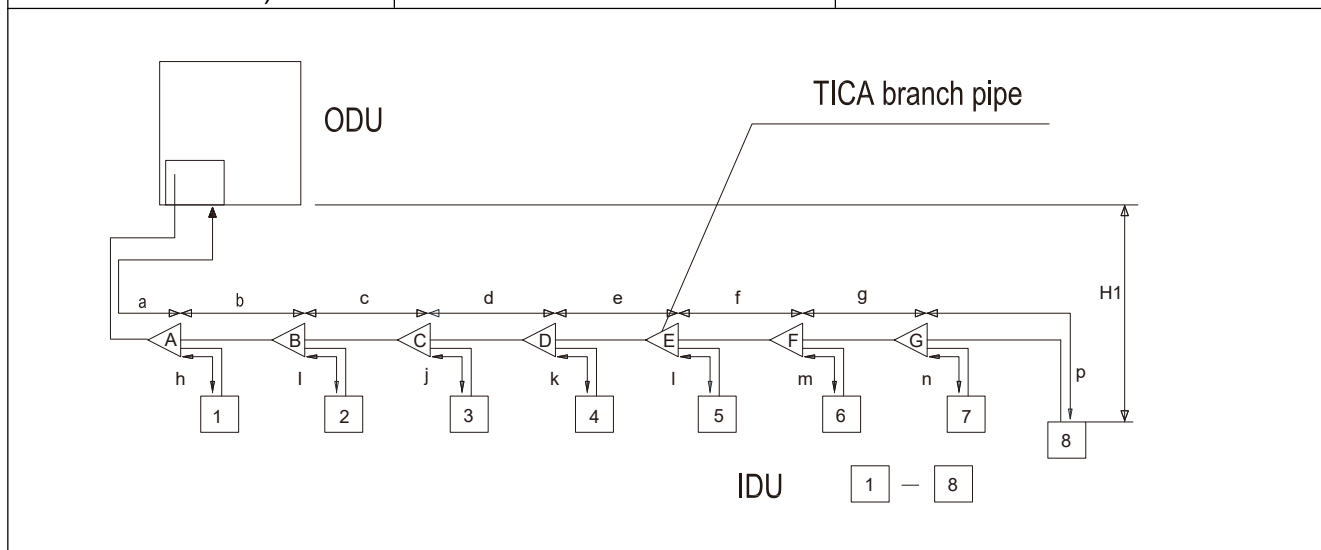 TICA branch pipe
ODU
a b c d e f g
H1
A B C D E F G
h l j k l m n p
1 2 3 4 5 6 7
8
IDU 1 — 8